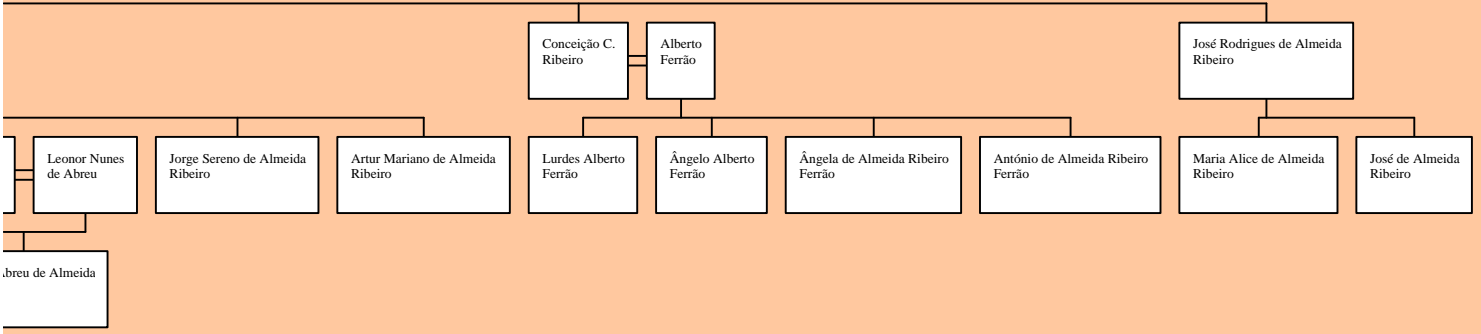 Conceição C.
Ribeiro
Alberto
Ferrão
José Rodrigues de Almeida
Ribeiro
Leonor Nunes
de Abreu
Jorge Sereno de Almeida
Ribeiro
Artur Mariano de Almeida
Ribeiro
Lurdes Alberto
Ferrão
Ângelo Alberto
Ferrão
Ângela de Almeida Ribeiro
Ferrão
António de Almeida Ribeiro
Ferrão
Maria Alice de Almeida
Ribeiro
José de Almeida
Ribeiro
de Almeida